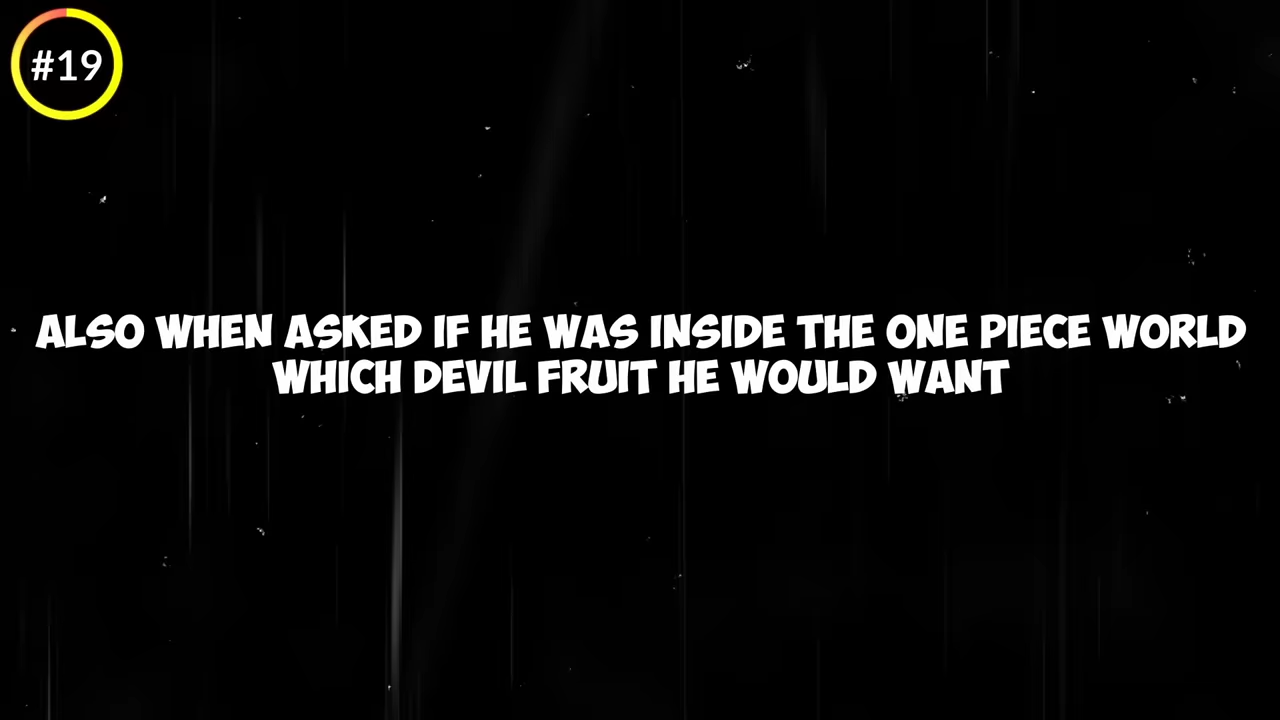 #19
ALSO WHEN ASKED IF HE WAS INSIDE THE ONE PIECE WORLD
WHICH DEVIL FRUIT HE WOULD WANT